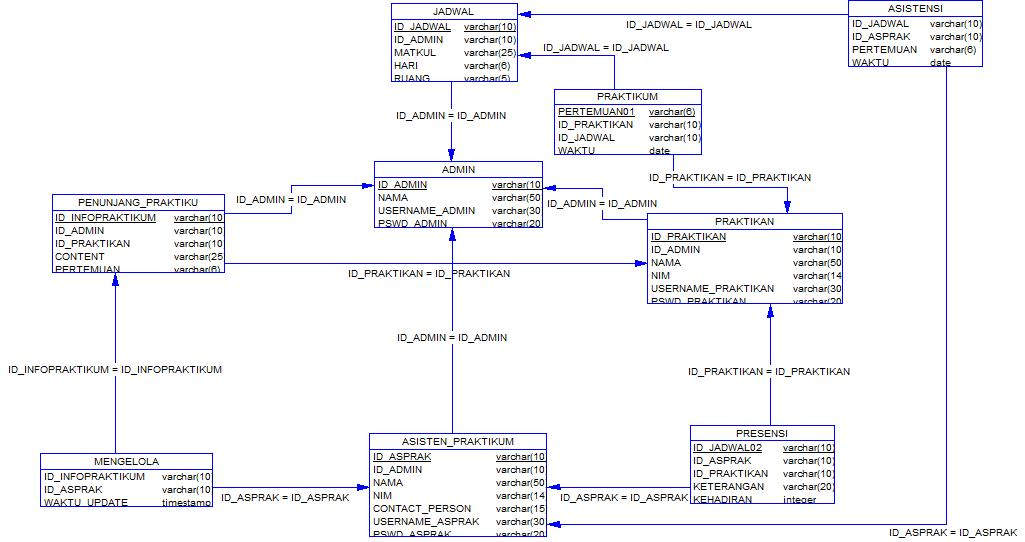 JADWAL
ID_JADWAL varchar(10)
ID_ADMIN varchar(10)
MATKUL varchar(25)
HARI varchar(6)
RUANG varchar(5)
ID_JADWAL = ID_JADWAL
ASISTENSI
ID_JADWAL varchar(10)
ID_ASPRAK varchar(10)
PERTEMUAN varchar(6)
WAKTU date
ID_JADWAL = ID_JADWAL
PRAKTIKUM
PERTEMUAN01 varchar(6)
ID_PRAKTIKAN varchar(10)
ID_JADWAL varchar(10)
WAKTU date
ID_ADMIN = ID_ADMIN
ADMIN
ID_ADMIN varchar(10
NAMA varchar(50
USERNAME_ADMIN varchar(30
PSWD_ADMIN varchar(20
ID_PRAKTIKAN = ID_PRAKTIKAN
ID_ADMIN = ID_ADMIN
ID_ADMIN = ID_ADMIN
PENUNJANG_PRAKTIKU
ID_INFOPRAKTIKUM varchar(10
ID_ADMIN varchar(10
ID_PRAKTIKAN varchar(10
CONTENT varchar(25
PERTEMUAN varchar(6)
PRAKTIKAN
ID_PRAKTIKAN varchar(10
ID_ADMIN varchar(10
NAMA varchar(50
NIM varchar(14
USERNAME_PRAKTIKAN varchar(30
PSWD_PRAKTIKAN varchar(20
ID_PRAKTIKAN = ID_PRAKTIKAN
ID_ADMIN = ID_ADMIN
ID_INFOPRAKTIKUM = ID_INFOPRAKTIKUM
ID_PRAKTIKAN = ID_PRAKTIKAN
MENGELOLA
ID_INFOPRAKTIKUM varchar(10
ID_ASPRAK varchar(10
WAKTU_UPDATE timestamp
ID_ASPRAK = ID_ASPRAK
ASISTEN_PRAKTIKUM
ID_ASPRAK varchar(10
ID_ADMIN varchar(10
NAMA varchar(50
NIM varchar(14
CONTACT_PERSON varchar(15
USERNAME_ASPRAK varchar(30
PSWD_ASPRAK varchar(20
ID_ASPRAK = ID_ASPRAK
PRESENSI
ID_JADWAL02 varchar(10)
ID_ASPRAK varchar(10)
ID_PRAKTIKAN varchar(10)
KETERANGAN varchar(20)
KEHADIRAN integer
ID_ASPRAK = ID_ASPRAK